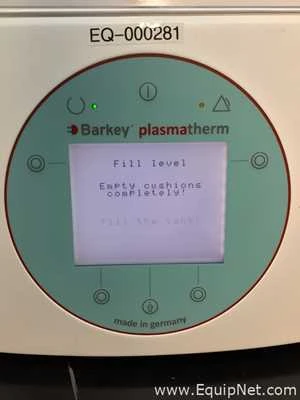 EQ-000281
Barkey plasmatherm
Fill level
Empty cushions
completely!
Fill the tank!
made in germany
www.EquipNet.com